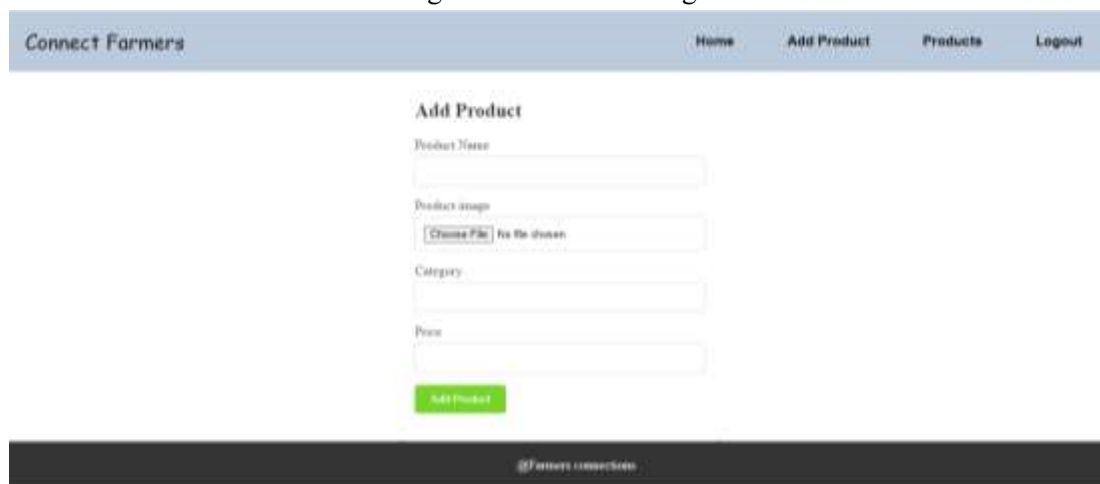 Connect Farmers
Home Add Product Products Logout
Add Product
Product Name
Product image
Choose File No file chosen
Category
Price
Add Product
@Farmers connections